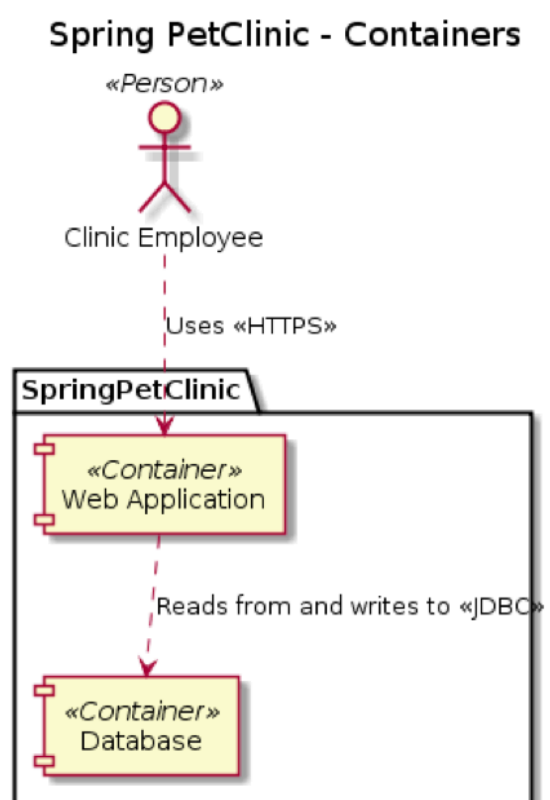 Spring PetClinic - Containers
«Person»
Clinic Employee
Uses «HTTPS»
SpringPetClinic
«Container»
Web Application
Reads from and writes to «JDBC»
«Container»
Database